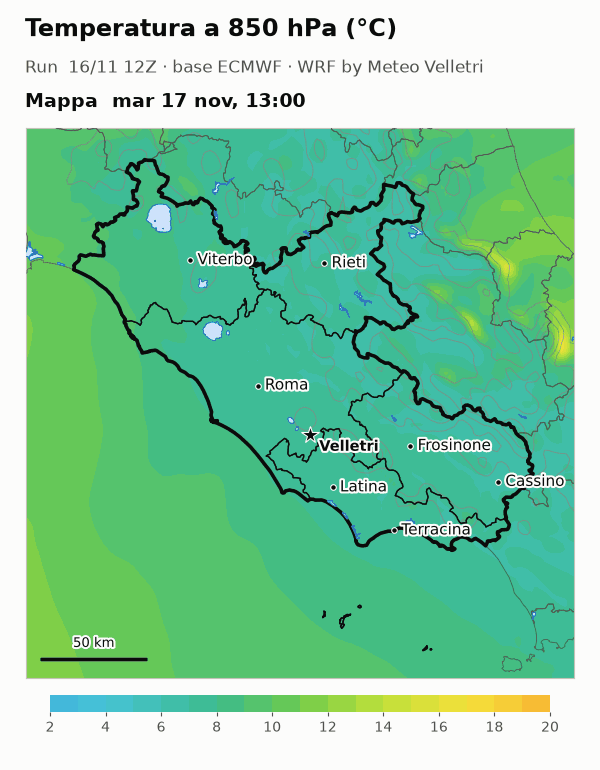 Temperatura a 850 hPa (°C)
Run  16/11 12Z · base ECMWF · WRF by Meteo Velletri
Mappa  mar 17 nov, 13:00
Viterbo
Rieti
Roma
Velletri
Frosinone
Cassino
Latina
Terracina
50 km
2 4 6 8 10 12 14 16 18 20